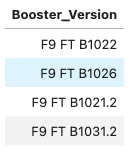 Booster_Version
F9 FT B1022
F9 FT B1026
F9 FT B1021.2
F9 FT B1031.2